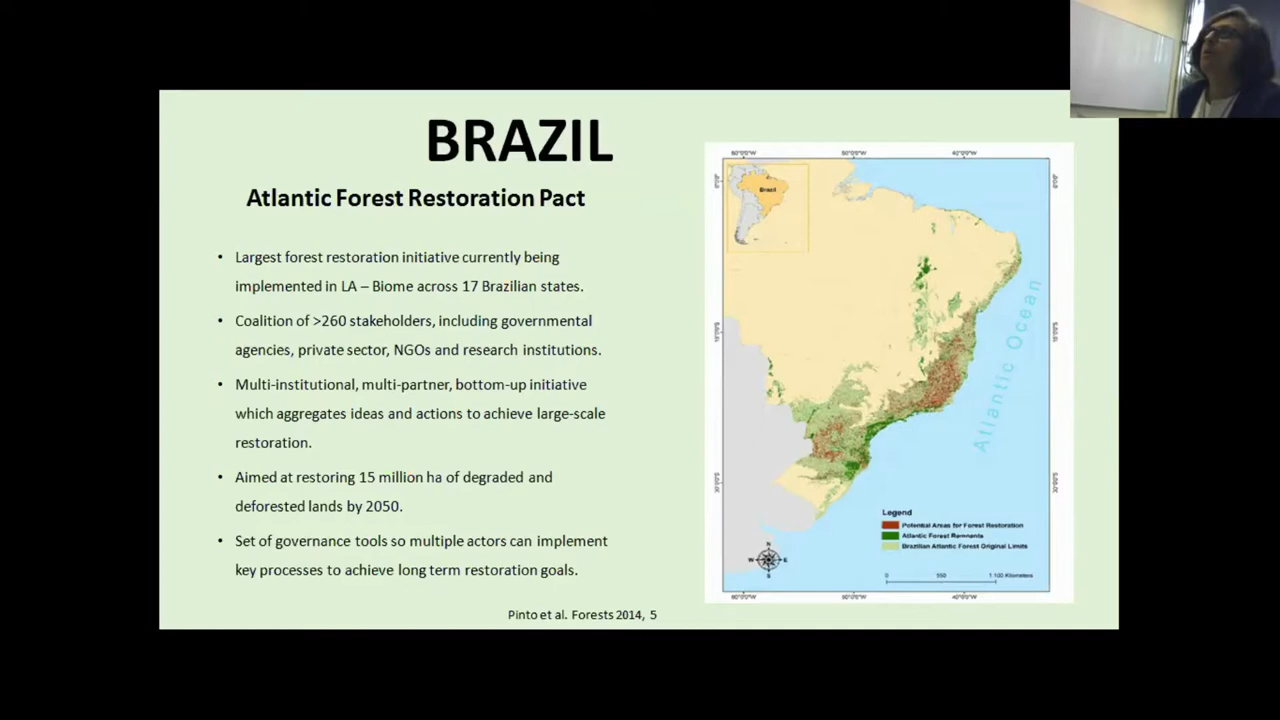 BRAZIL
Atlantic Forest Restoration Pact
• Largest forest restoration initiative currently being
implemented in LA – Biome across 17 Brazilian states.
• Coalition of >260 stakeholders, including governmental
agencies, private sector, NGOs and research institutions.
• Multi-institutional, multi-partner, bottom-up initiative
which aggregates ideas and actions to achieve large-scale
restoration.
• Aimed at restoring 15 million ha of degraded and
deforested lands by 2050.
• Set of governance tools so multiple actors can implement
key processes to achieve long term restoration goals.
Pinto et al. Forests 2014, 5
Brazil
Atlantic Ocean
Legend
Potential Areas for Forest Restoration
Atlantic Forest Remnants
Brazilian Atlantic Forest Original Limits
N
W E
S
0 550 1.100 Kilometers